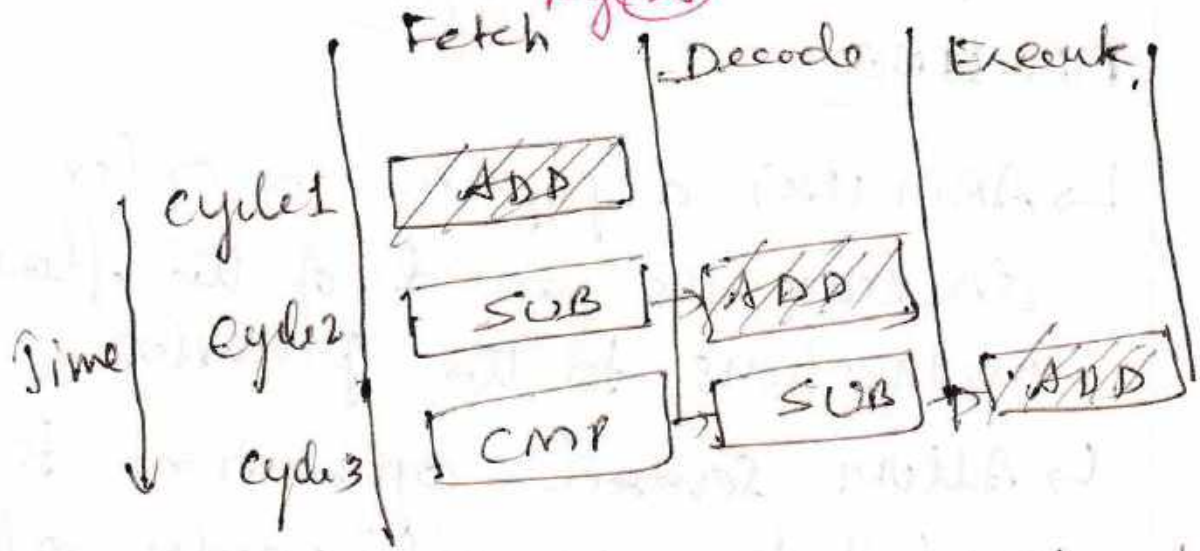 Fetch Decode Execute.
cycle1 ADD
Cycle2 SUB ADD
Time
cycle3 CMP SUB ADD